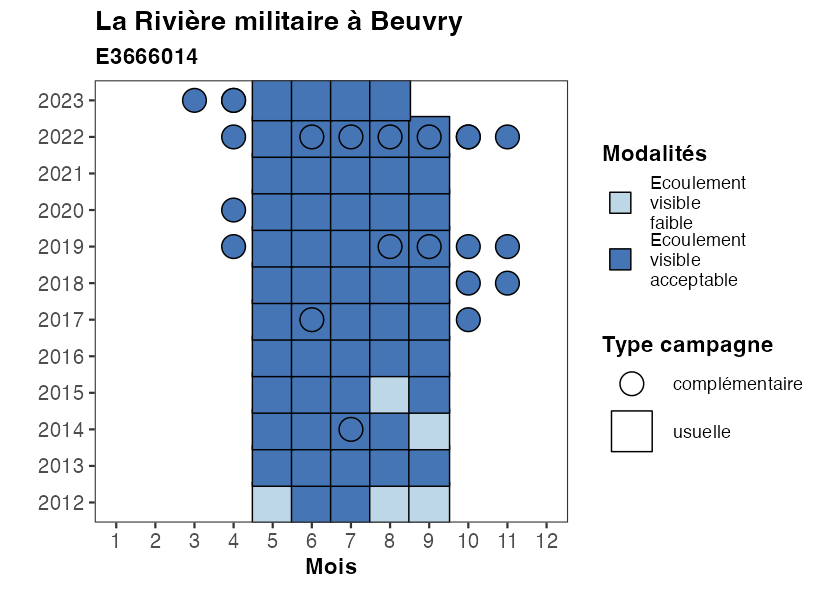 La Rivière militaire à Beuvry
E3666014
2023
2022
2021
2020
2019
2018
2017
2016
2015
2014
2013
2012
1 2 3 4 5 6 7 8 9 10 11 12
Mois
Modalités
Ecoulement
visible
faible
Ecoulement
visible
acceptable
Type campagne
complémentaire
usuelle